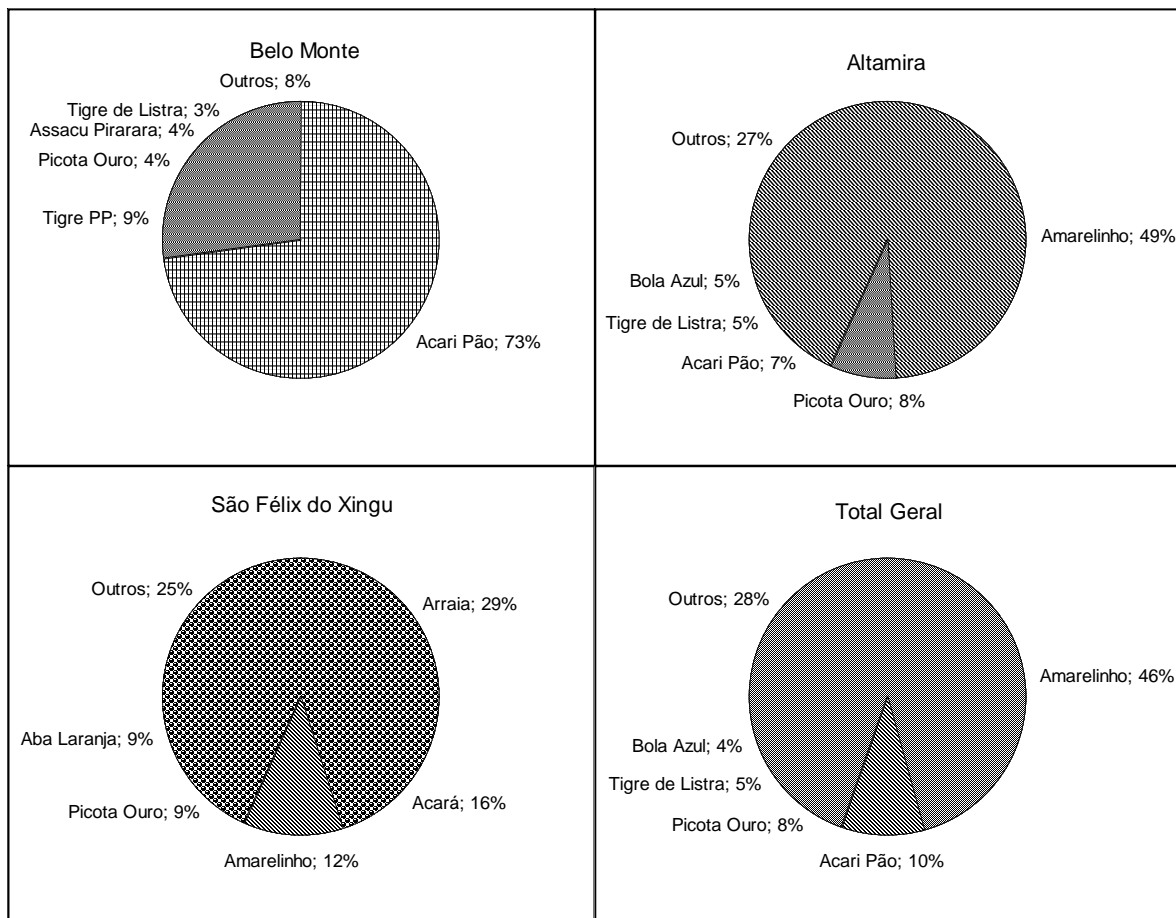 Belo Monte
Outros; 8%
Tigre de Listra; 3%
Assacu Pirarara; 4%
Picota Ouro; 4%
Tigre PP; 9%
Acari Pão; 73%
Altamira
Outros; 27%
Amarelinho; 49%
Bola Azul; 5%
Tigre de Listra; 5%
Acari Pão; 7%
Picota Ouro; 8%
São Félix do Xingu
Outros; 25%
Arraia; 29%
Aba Laranja; 9%
Acará; 16%
Picota Ouro; 9%
Amarelinho; 12%
Total Geral
Outros; 28%
Amarelinho; 46%
Bola Azul; 4%
Tigre de Listra; 5%
Picota Ouro; 8%
Acari Pão; 10%